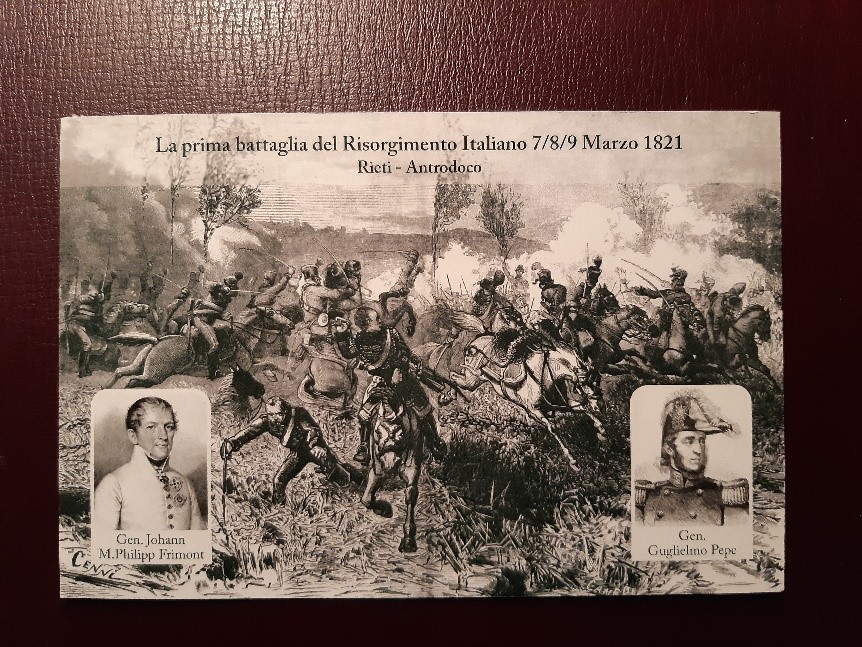 La prima battaglia del Risorgimento Italiano 7/8/9 Marzo 1821
Rieti - Antrodoco
Gen. Johann
M.Philipp Frimont
Gen.
Guglielmo Pepe
CENNI